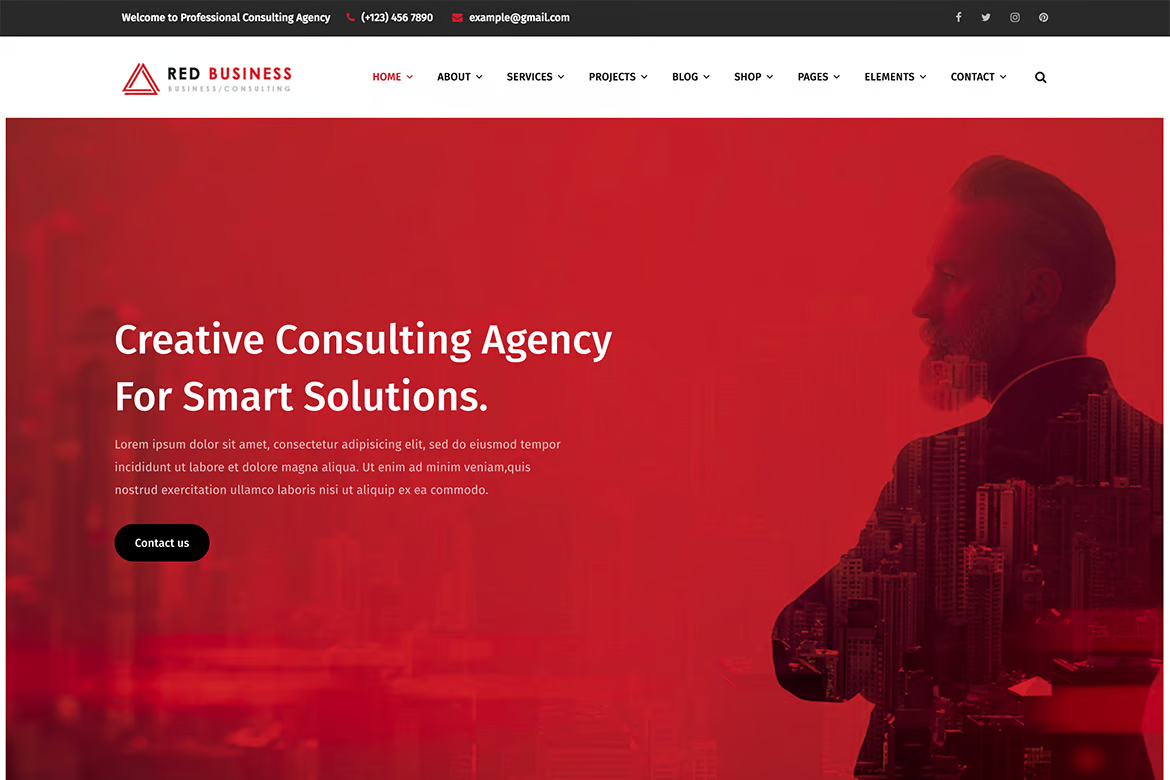 Welcome to Professional Consulting Agency (+123) 456 7890 example@gmail.com
RED BUSINESS
BUSINESS/CONSULTING
HOME ABOUT SERVICES PROJECTS BLOG SHOP PAGES ELEMENTS CONTACT
Creative Consulting Agency
For Smart Solutions.
Lorem ipsum dolor sit amet, consectetur adipisicing elit, sed do eiusmod tempor
incididunt ut labore et dolore magna aliqua. Ut enim ad minim veniam,quis
nostrud exercitation ullamco laboris nisi ut aliquip ex ea commodo.
Contact us